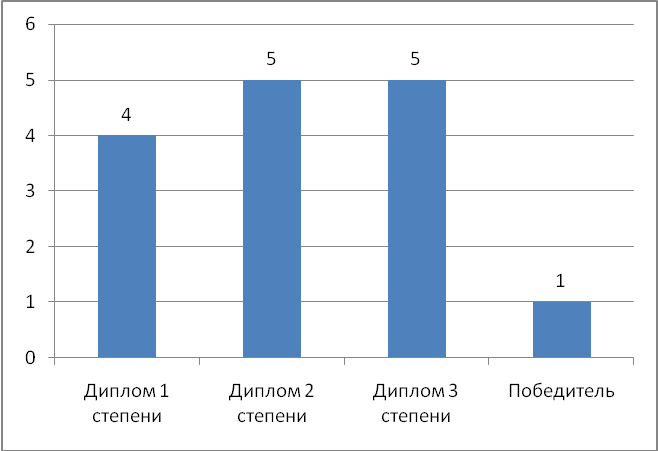 6
5
4
3
2
1
0
4
5
5
1
Диплом 1
степени
Диплом 2
степени
Диплом 3
степени
Победитель